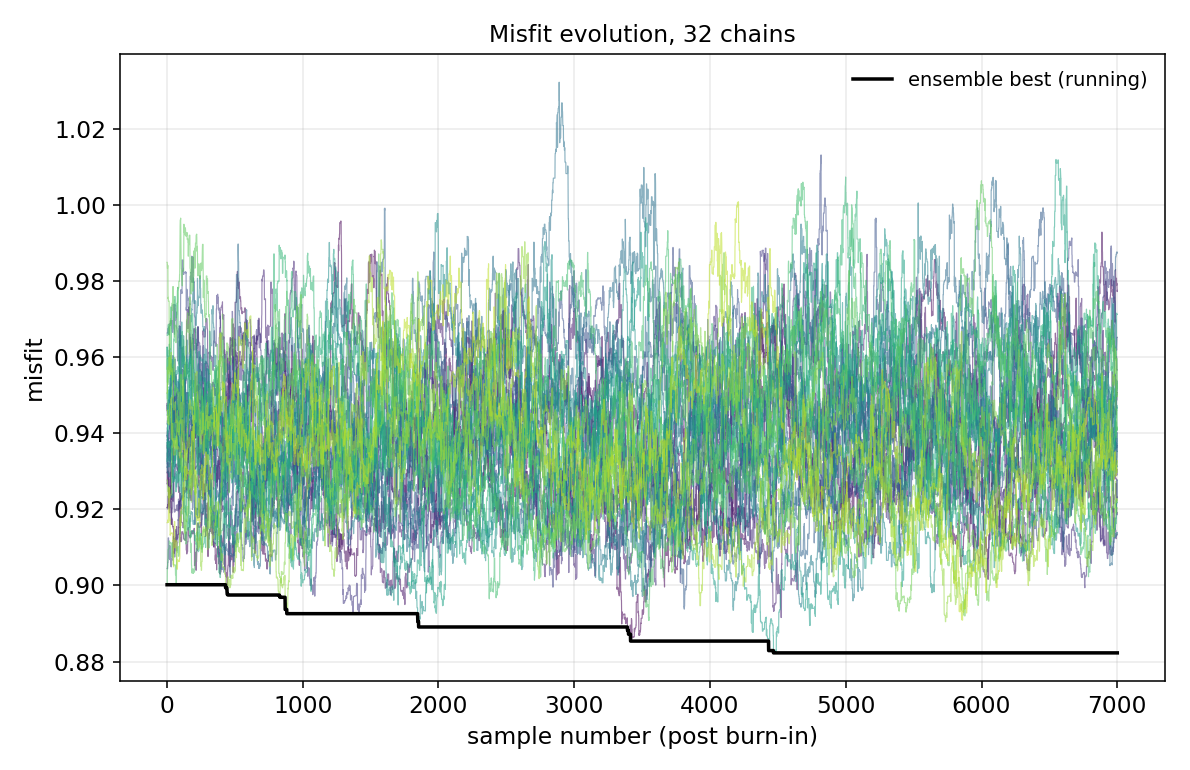 Misfit evolution, 32 chains
ensemble best (running)
misfit
1.02
1.00
0.98
0.96
0.94
0.92
0.90
0.88
0 1000 2000 3000 4000 5000 6000 7000
sample number (post burn-in)